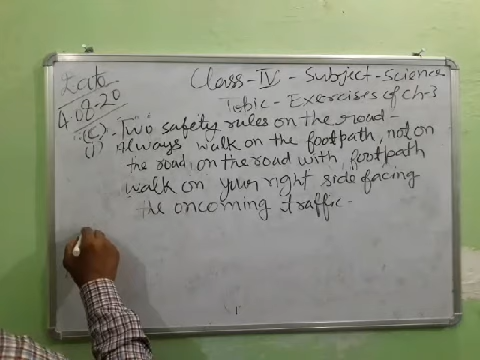 Date Class-IV - Subject - Science
4.08.20 Tobic - Exercises of ch-3
(C) - Two safety rules on the road -
(i) Always walk on the footpath, not on
the road, on the road with, footpath
walk on your right side facing
the oncoming traffic -